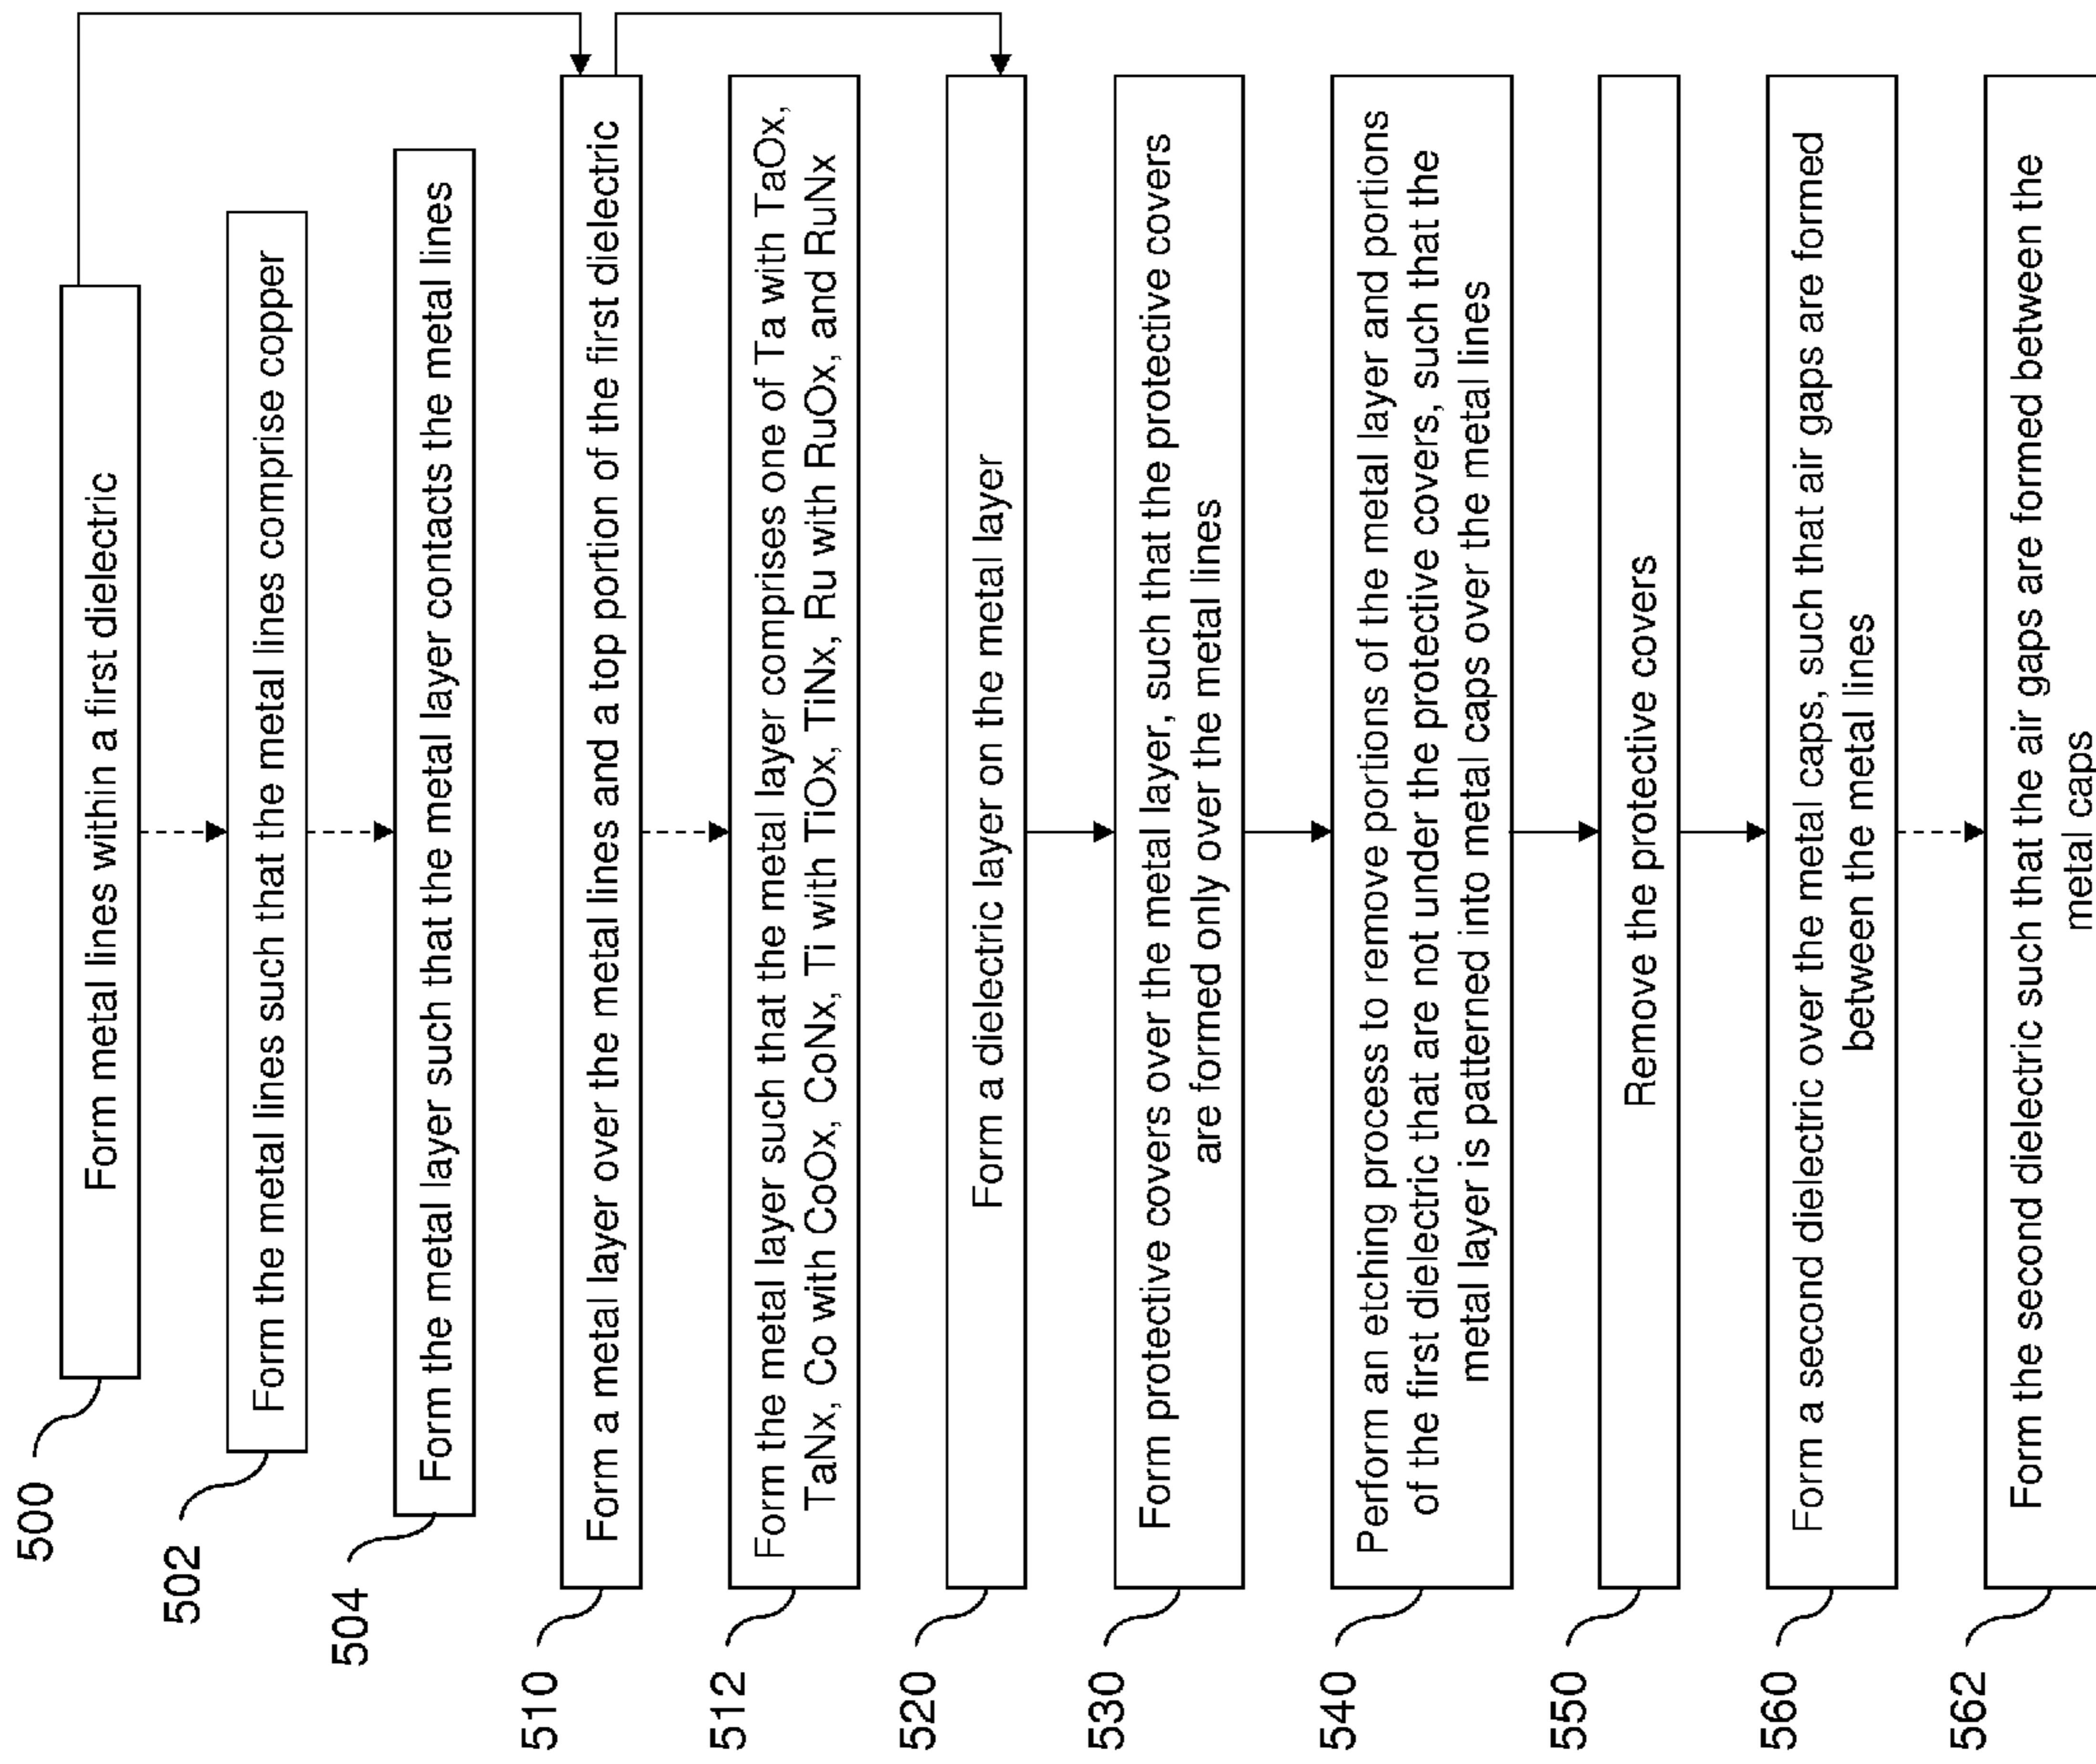 500
Form metal lines within a first dielectric
502
Form the metal lines such that the metal lines comprise copper
504
Form the metal layer such that the metal layer contacts the metal lines
510
Form a metal layer over the metal lines and a top portion of the first dielectric
512
Form the metal layer such that the metal layer comprises one of Ta with TaOx,
TaNx, Co with CoOx, CoNx, Ti with TiOx, TiNx, Ru with RuOx, and RuNx
520
Form a dielectric layer on the metal layer
530
Form protective covers over the metal layer, such that the protective covers
are formed only over the metal lines
540
Perform an etching process to remove portions of the metal layer and portions
of the first dielectric that are not under the protective covers, such that the
metal layer is patterned into metal caps over the metal lines
550
Remove the protective covers
560
Form a second dielectric over the metal caps, such that air gaps are formed
between the metal lines
562
Form the second dielectric such that the air gaps are formed between the
metal caps